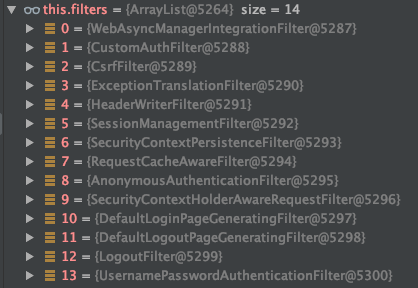 this.filters = {ArrayList@5264} size = 14
0 = {WebAsyncManagerIntegrationFilter@5287}
1 = {CustomAuthFilter@5288}
2 = {CsrfFilter@5289}
3 = {ExceptionTranslationFilter@5290}
4 = {HeaderWriterFilter@5291}
5 = {SessionManagementFilter@5292}
6 = {SecurityContextPersistenceFilter@5293}
7 = {RequestCacheAwareFilter@5294}
8 = {AnonymousAuthenticationFilter@5295}
9 = {SecurityContextHolderAwareRequestFilter@5296}
10 = {DefaultLoginPageGeneratingFilter@5297}
11 = {DefaultLogoutPageGeneratingFilter@5298}
12 = {LogoutFilter@5299}
13 = {UsernamePasswordAuthenticationFilter@5300}